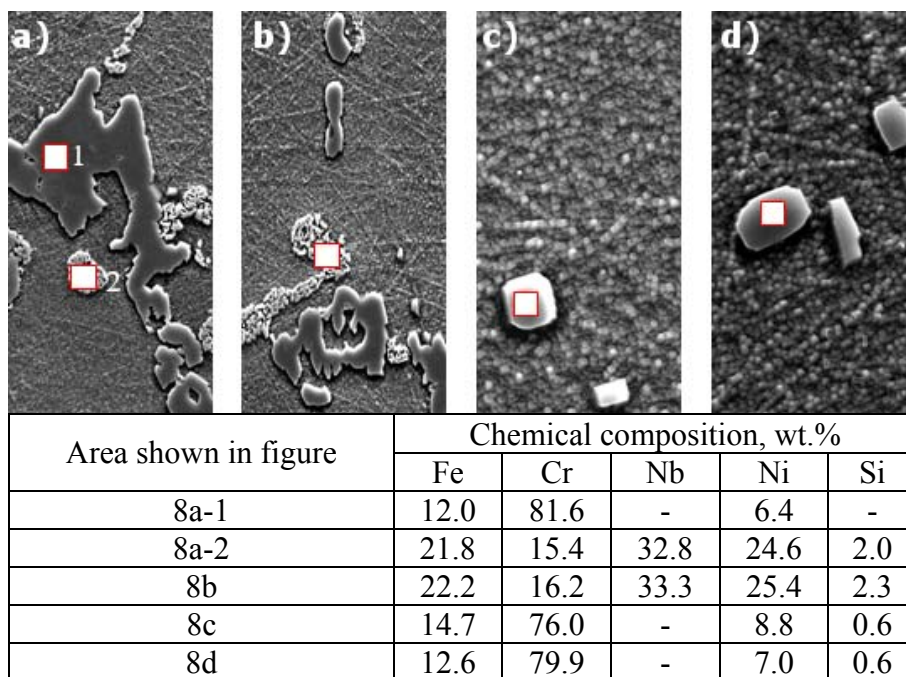 a) b) c) d)
1
2
Area shown in figure Chemical composition, wt.%
Fe Cr Nb Ni Si
8a-1 12.0 81.6 - 6.4 -
8a-2 21.8 15.4 32.8 24.6 2.0
8b 22.2 16.2 33.3 25.4 2.3
8c 14.7 76.0 - 8.8 0.6
8d 12.6 79.9 - 7.0 0.6